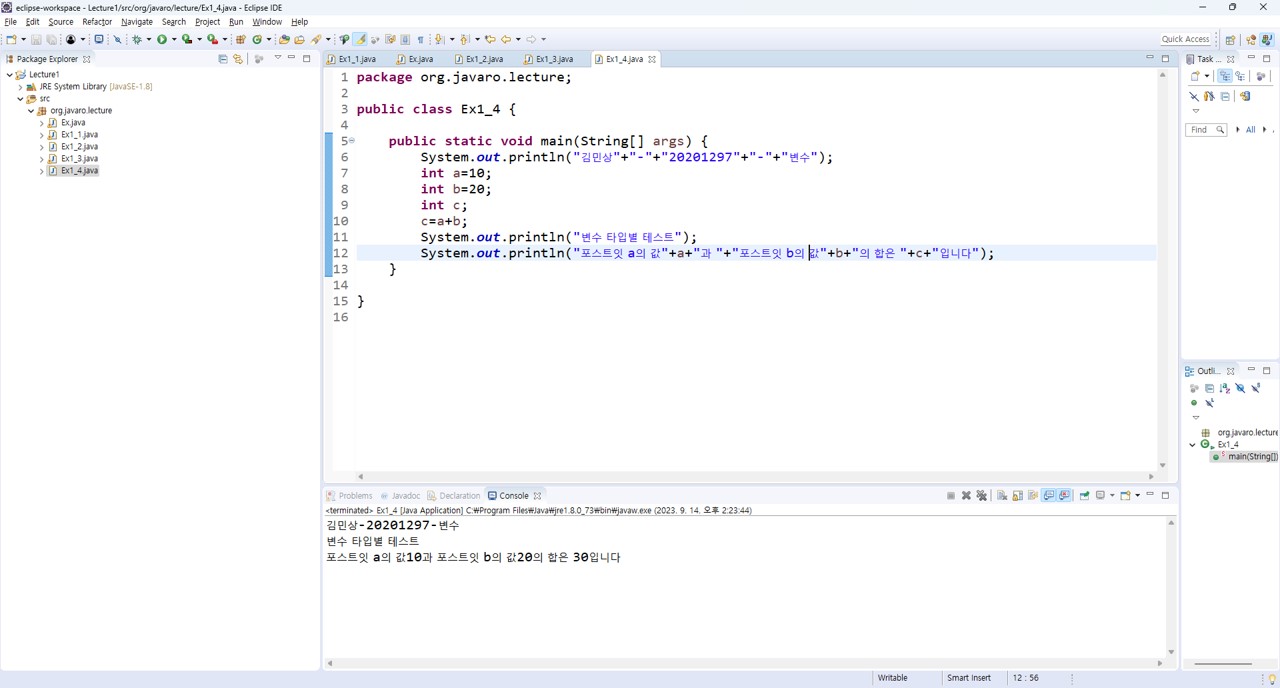 eclipse-workspace - Lecture1/src/org/javaro/lecture/Ex1_4.java - Eclipse IDE
File Edit Source Refactor Navigate Search Project Run Window Help
Quick Access
Package Explorer
Lecture1
JRE System Library [JavaSE-1.8]
src
org.javaro.lecture
Ex.java
Ex1_1.java
Ex1_2.java
Ex1_3.java
Ex1_4.java
Ex1_1.java Ex.java Ex1_2.java Ex1_3.java Ex1_4.java
1 package org.javaro.lecture;
2
3 public class Ex1_4 {
4
5 public static void main(String[] args) {
6 System.out.println("김민상"+"-"+"20201297"+"-"+"변수");
7 int a=10;
8 int b=20;
9 int c;
10 c=a+b;
11 System.out.println("변수 타입별 테스트");
12 System.out.println("포스트잇 a의 값"+a+"과 "+"포스트잇 b의 값"+b+"의 합은 "+c+"입니다");
13 }
14
15 }
16
Task...
Find All
Outli...
org.javaro.lecture
Ex1_4
main(String[])
Problems Javadoc Declaration Console
<terminated> Ex1_4 [Java Application] C:₩Program Files₩Java₩jre1.8.0_73₩bin₩javaw.exe (2023. 9. 14. 오후 2:23:44)
김민상-20201297-변수
변수 타입별 테스트
포스트잇 a의 값10과 포스트잇 b의 값20의 합은 30입니다
Writable Smart Insert 12 : 56